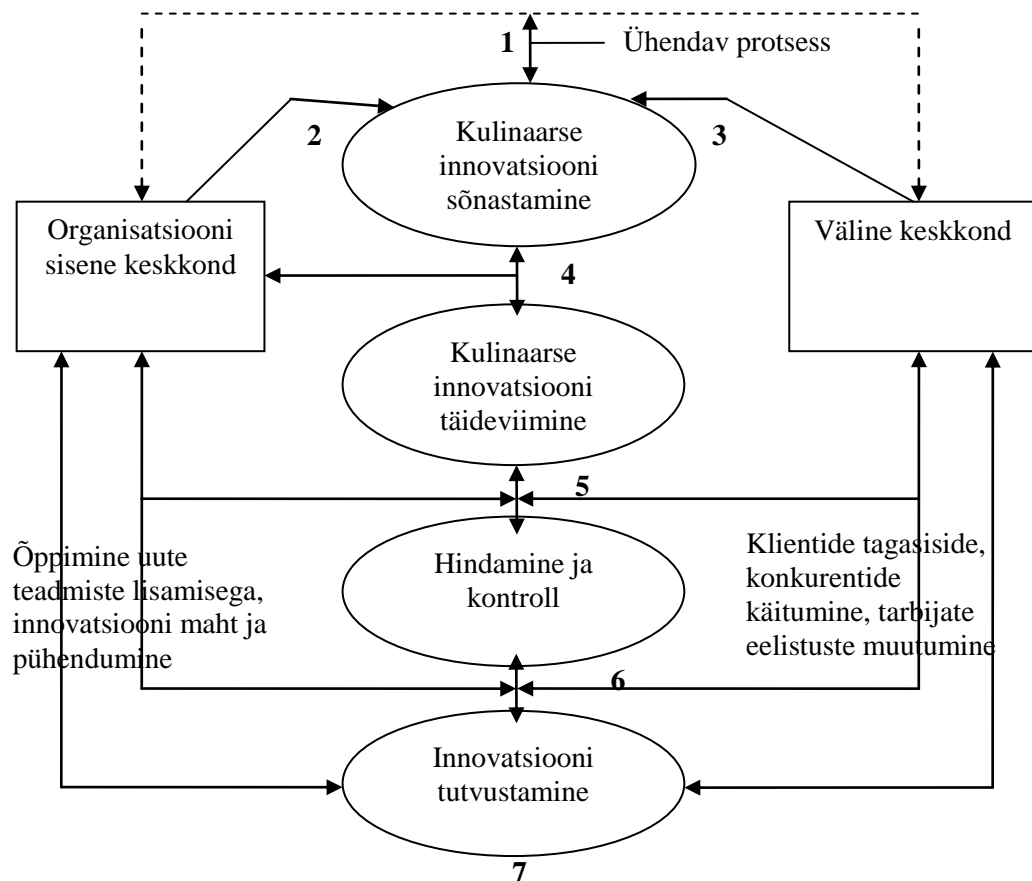 1
Ühendav protsess
2
Kulinaarse
innovatsiooni
sõnastamine
3
Organisatsiooni
sisene keskkond
Väline keskkond
4
Kulinaarse
innovatsiooni
täideviimine
5
Õppimine uute
teadmiste lisamisega,
innovatsiooni maht ja
pühendumine
Hindamine ja
kontroll
Klientide tagasiside,
konkurentide
käitumine, tarbijate
eelistuste muutumine
6
Innovatsiooni
tutvustamine
7